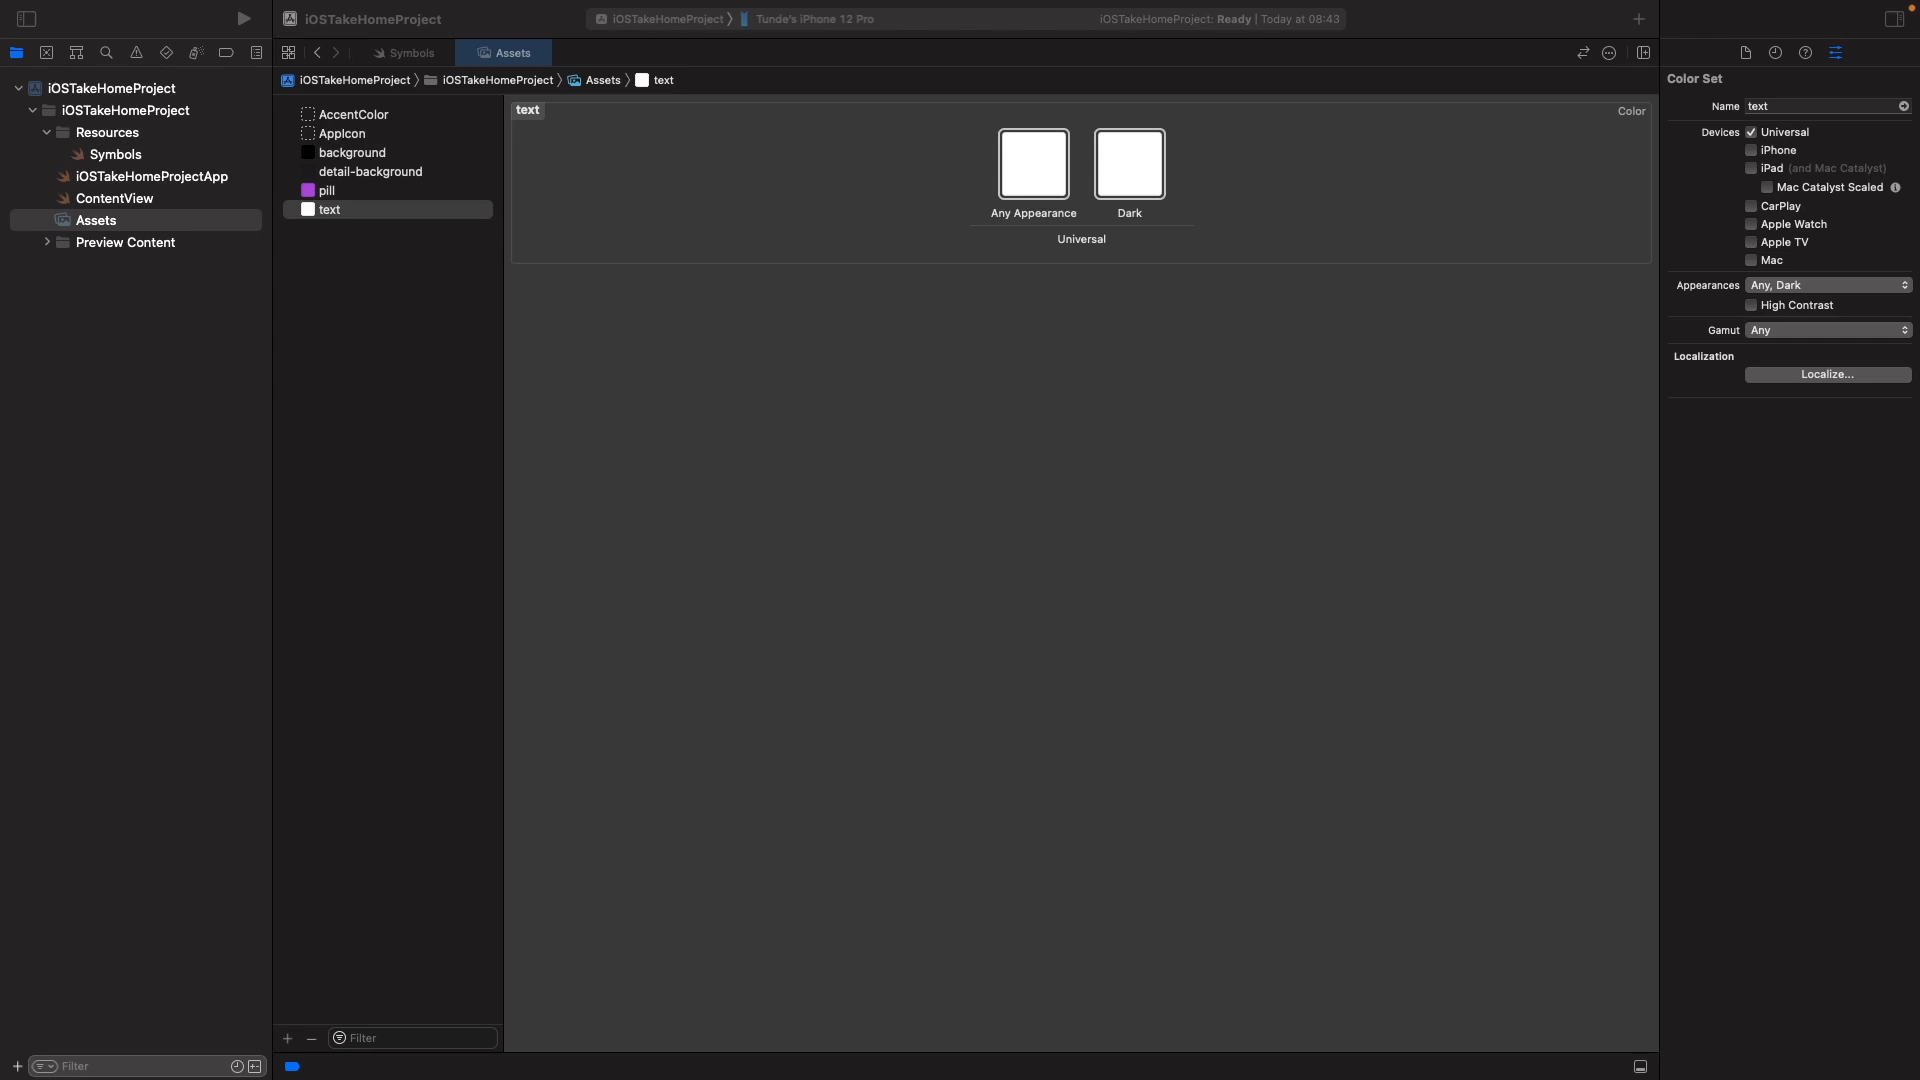 iOSTakeHomeProject
iOSTakeHomeProject 〉 Tunde's iPhone 12 Pro
iOSTakeHomeProject: Ready | Today at 08:43
Symbols
Assets
iOSTakeHomeProject 〉 iOSTakeHomeProject 〉 Assets 〉 text
iOSTakeHomeProject
iOSTakeHomeProject
Resources
Symbols
iOSTakeHomeProjectApp
ContentView
Assets
Preview Content
Filter
AccentColor
AppIcon
background
detail-background
pill
text
Filter
text
Color
Any Appearance
Dark
Universal
Color Set
Name text
Devices Universal
iPhone
iPad (and Mac Catalyst)
Mac Catalyst Scaled
CarPlay
Apple Watch
Apple TV
Mac
Appearances Any, Dark
High Contrast
Gamut Any
Localization
Localize...